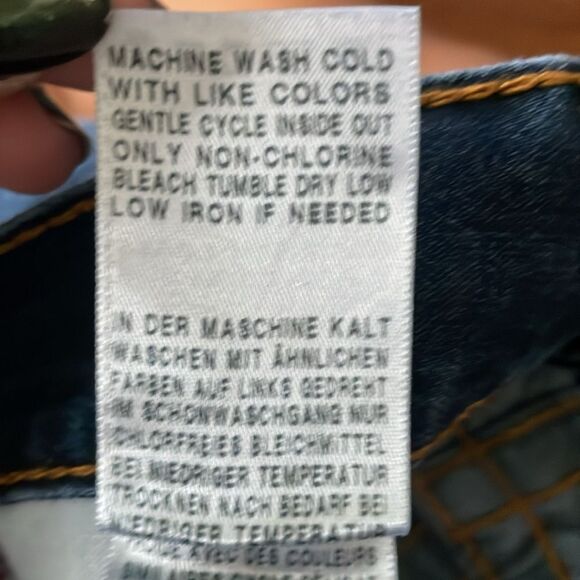 MACHINE WASH COLD
WITH LIKE COLORS
GENTLE CYCLE INSIDE OUT
ONLY NON-CHLORINE
BLEACH TUMBLE DRY LOW
LOW IRON IF NEEDED
IN DER MASCHINE KALT
WASCHEN MIT ÄHNLICHEN
FARBEN AUF LINKS GEDREHT
IM SCHONWASCHGANG NUR
CHLORFREIES BLEICHMITTEL
BEI NIEDRIGER TEMPERATUR
TROCKNEN NACH BEDARF BEI
NIEDRIGER TEMPERATUR
AVEC DES COULEURS